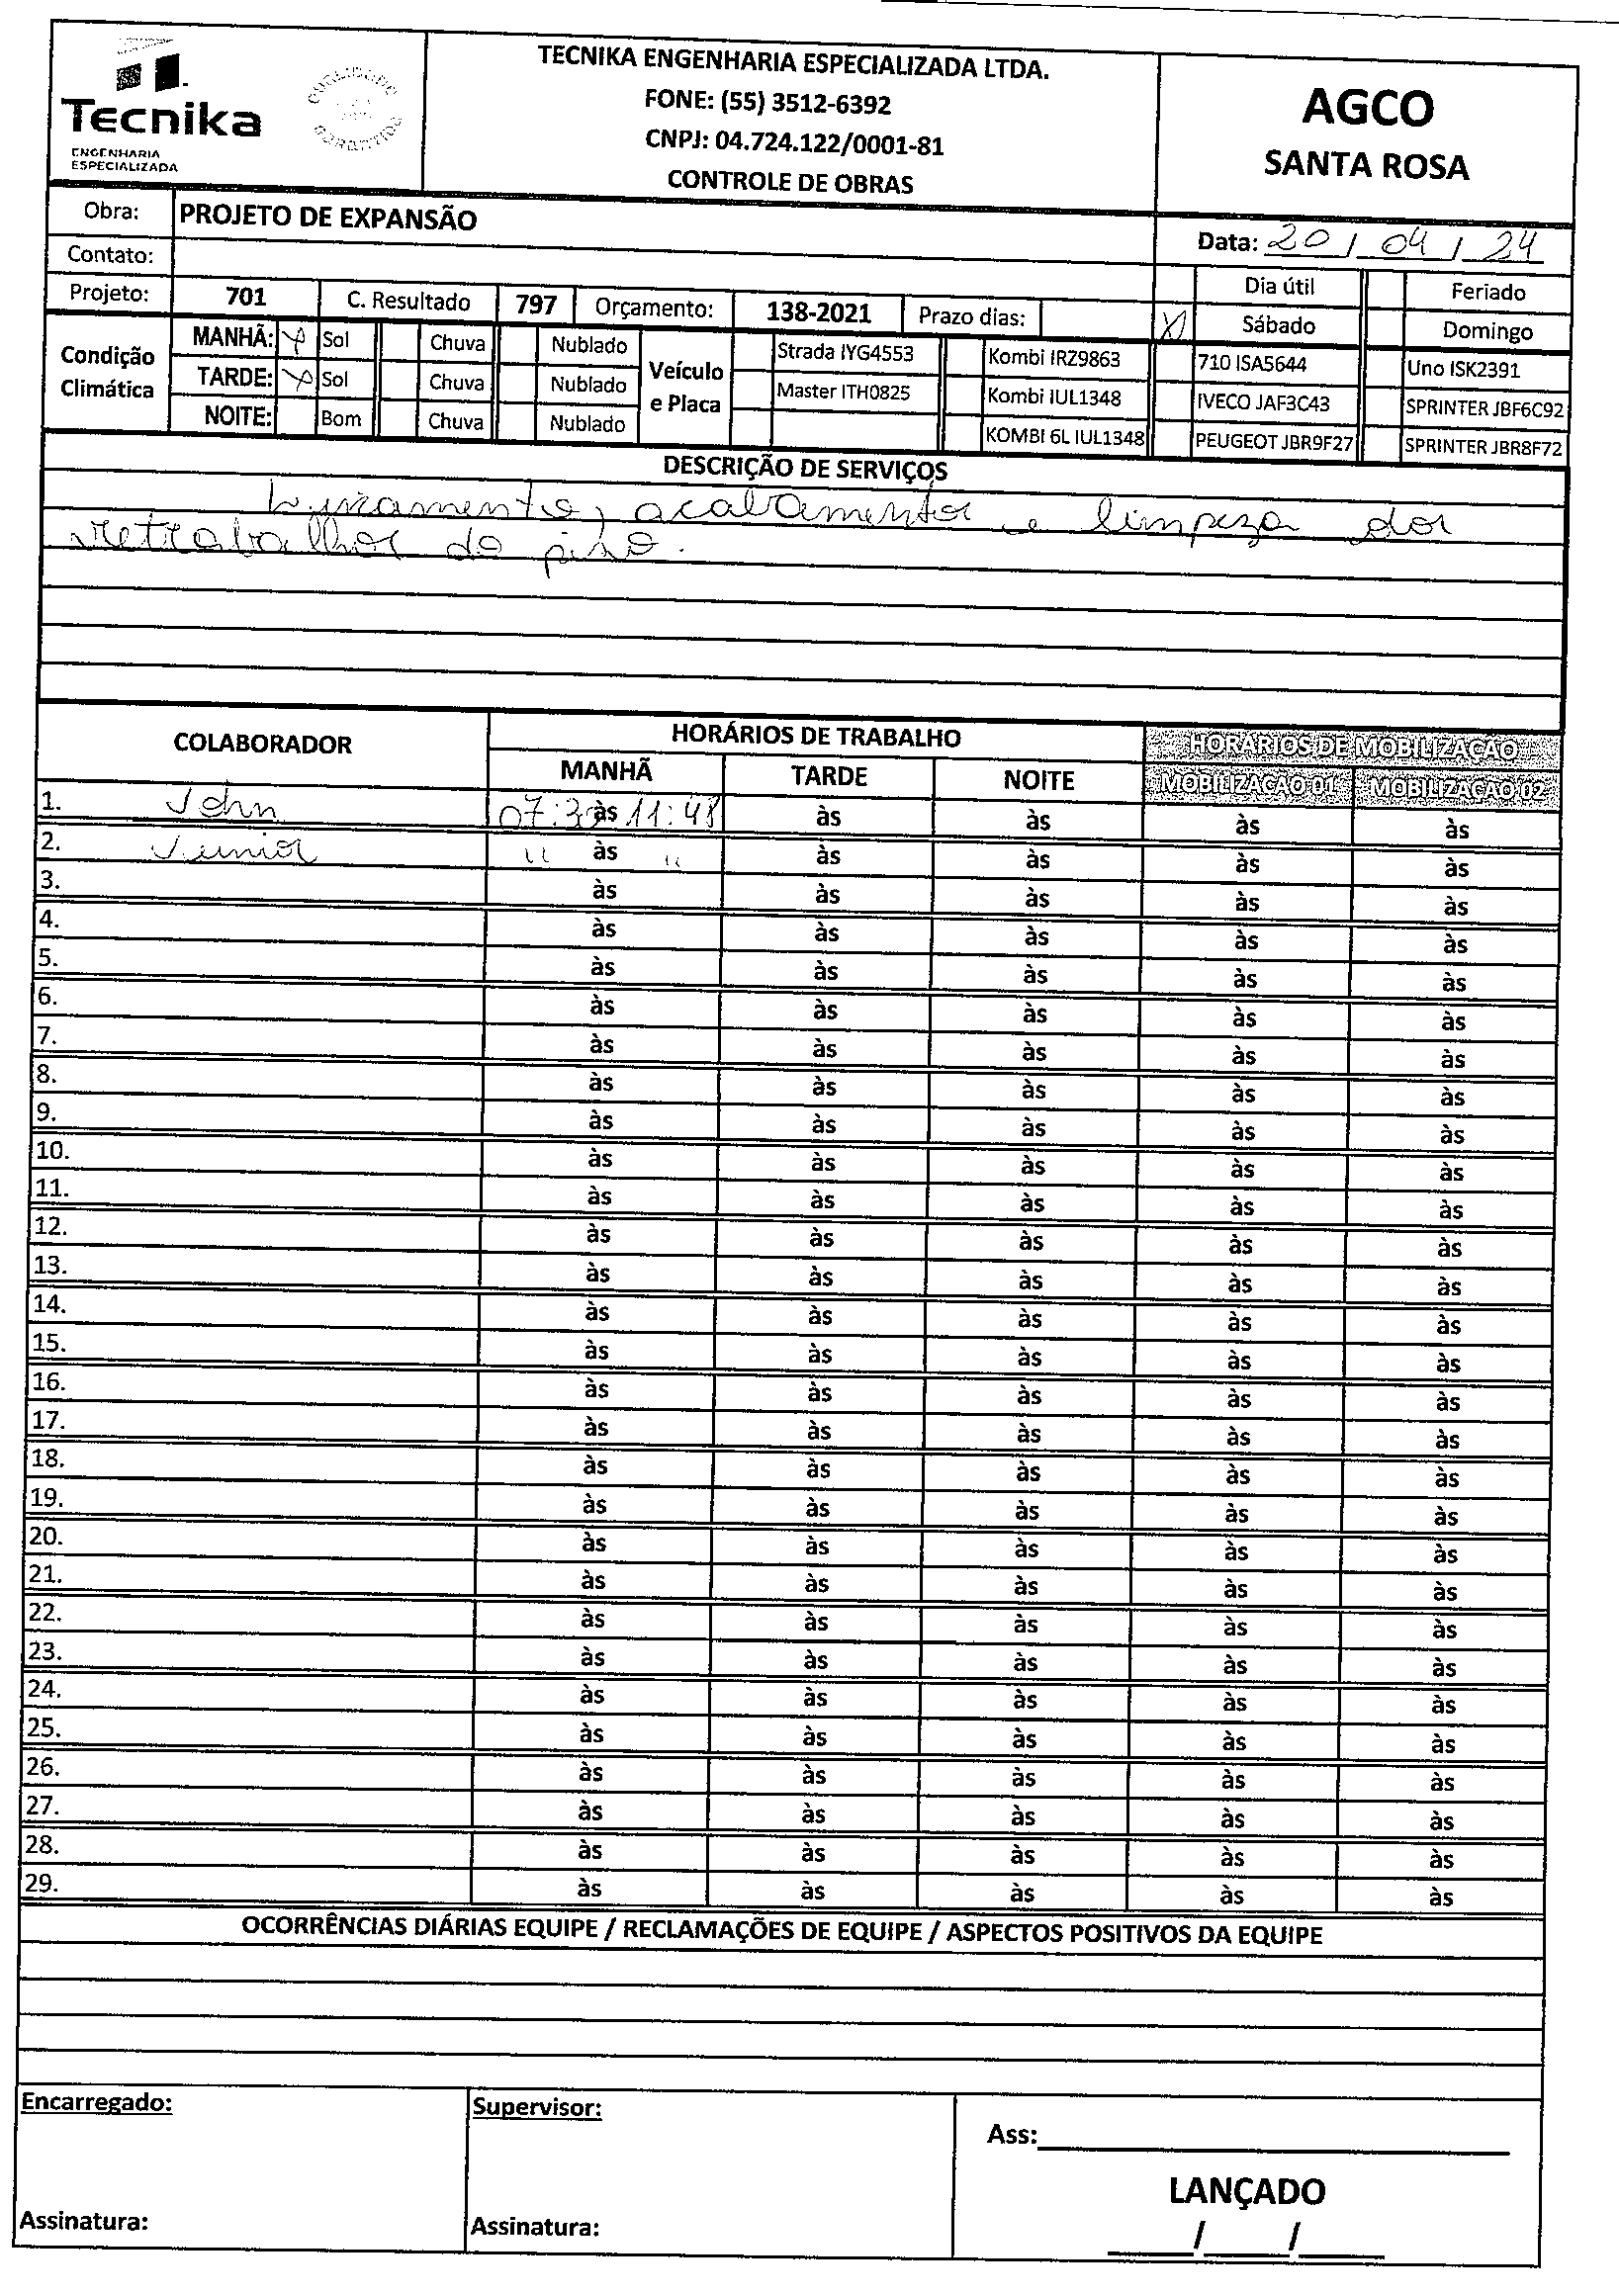 Tecnika
ENGENHARIA
ESPECIALIZADA
TECNIKA ENGENHARIA ESPECIALIZADA LTDA.
FONE: (55) 3512-6392
CNPJ: 04.724.122/0001-81
CONTROLE DE OBRAS
AGCO
SANTA ROSA
Obra: PROJETO DE EXPANSÃO
Data: 20 / 04 / 24
Contato:
Dia útil Feriado
Projeto: 701 C. Resultado 797 Orçamento: 138-2021 Prazo dias:
X Sábado Domingo
Condição Climática
MANHÃ: X Sol Chuva Nublado
TARDE: X Sol Chuva Nublado
NOITE: Bom Chuva Nublado
Veículo e Placa
Strada IYG4553 Kombi IRZ9863 710 ISA5644 Uno ISK2391
Master ITH0825 Kombi IUL1348 IVECO JAF3C43 SPRINTER JBF6C92
KOMBI 6L IUL1348 PEUGEOT JBR9F27 SPRINTER JBR8F72
DESCRIÇÃO DE SERVIÇOS
acabamento e limpeza dos
retrabalhos do piso.
COLABORADOR HORÁRIOS DE TRABALHO HORÁRIOS DE MOBILIZAÇÃO
MANHÃ TARDE NOITE MOBILIZAÇÃO 01 MOBILIZAÇÃO 02
1. John 07:30 às 11:48 às às às às
2. Junior " às " às às às às
3. às às às às às
4. às às às às às
5. às às às às às
6. às às às às às
7. às às às às às
8. às às às às às
9. às às às às às
10. às às às às às
11. às às às às às
12. às às às às às
13. às às às às às
14. às às às às às
15. às às às às às
16. às às às às às
17. às às às às às
18. às às às às às
19. às às às às às
20. às às às às às
21. às às às às às
22. às às às às às
23. às às às às às
24. às às às às às
25. às às às às às
26. às às às às às
27. às às às às às
28. às às às às às
29. às às às às às
OCORRÊNCIAS DIÁRIAS EQUIPE / RECLAMAÇÕES DE EQUIPE / ASPECTOS POSITIVOS DA EQUIPE
Encarregado:
Supervisor:
Ass:
LANÇADO
Assinatura:
Assinatura:
/ /